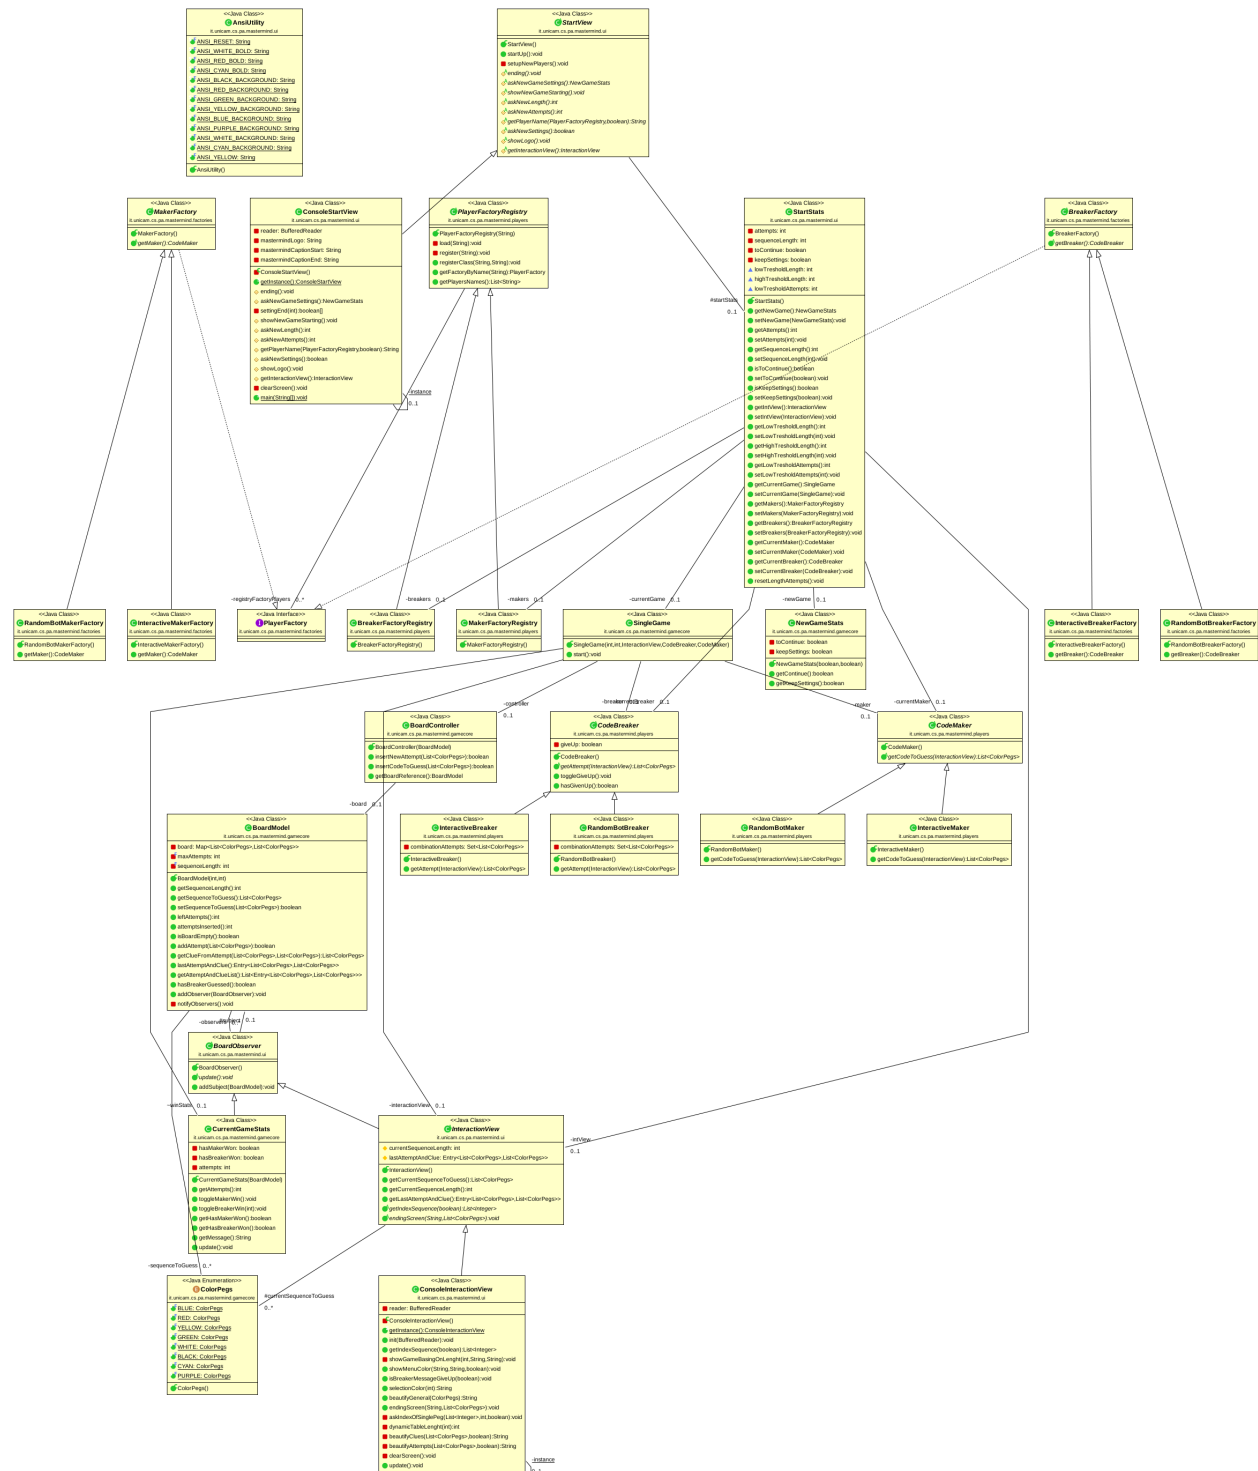 <<Java Class>>
AnsiUtility
it.unicam.cs.pa.mastermind.ui
ANSI_RESET: String
ANSI_WHITE_BOLD: String
ANSI_RED_BOLD: String
ANSI_CYAN_BOLD: String
ANSI_BLACK_BACKGROUND: String
ANSI_RED_BACKGROUND: String
ANSI_GREEN_BACKGROUND: String
ANSI_YELLOW_BACKGROUND: String
ANSI_BLUE_BACKGROUND: String
ANSI_PURPLE_BACKGROUND: String
ANSI_WHITE_BACKGROUND: String
ANSI_CYAN_BACKGROUND: String
ANSI_YELLOW: String
AnsiUtility()
<<Java Class>>
StartView
it.unicam.cs.pa.mastermind.ui
StartView()
startUp():void
setupNewPlayers():void
ending():void
askNewGameSettings():NewGameStats
showNewGameStarting():void
askNewLength():int
askNewAttempts():int
getPlayerName(PlayerFactoryRegistry,boolean):String
askNewSettings():boolean
showLogo():void
getInteractionView():InteractionView
<<Java Class>>
MakerFactory
it.unicam.cs.pa.mastermind.factories
MakerFactory()
getMaker():CodeMaker
<<Java Class>>
ConsoleStartView
it.unicam.cs.pa.mastermind.ui
reader: BufferedReader
mastermindLogo: String
mastermindCaptionStart: String
mastermindCaptionEnd: String
ConsoleStartView()
getInstance():ConsoleStartView
ending():void
askNewGameSettings():NewGameStats
settingEnd(int):boolean[]
showNewGameStarting():void
askNewLength():int
askNewAttempts():int
getPlayerName(PlayerFactoryRegistry,boolean):String
askNewSettings():boolean
showLogo():void
getInteractionView():InteractionView
clearScreen():void
main(String[]):void
-instance
0..1
<<Java Class>>
PlayerFactoryRegistry
it.unicam.cs.pa.mastermind.players
PlayerFactoryRegistry(String)
load(String):void
register(String):void
registerClass(String,String):void
getFactoryByName(String):PlayerFactory
getPlayersNames():List<String>
<<Java Class>>
StartStats
it.unicam.cs.pa.mastermind.ui
attempts: int
sequenceLength: int
toContinue: boolean
keepSettings: boolean
lowTresholdLength: int
highTresholdLength: int
lowTresholdAttempts: int
StartStats()
getNewGame():NewGameStats
setNewGame(NewGameStats):void
getAttempts():int
setAttempts(int):void
getSequenceLength():int
setSequenceLength(int):void
isToContinue():boolean
setToContinue(boolean):void
isKeepSettings():boolean
setKeepSettings(boolean):void
getIntView():InteractionView
setIntView(InteractionView):void
getLowTresholdLength():int
setLowTresholdLength(int):void
getHighTresholdLength():int
setHighTresholdLength(int):void
getLowTresholdAttempts():int
setLowTresholdAttempts(int):void
getCurrentGame():SingleGame
setCurrentGame(SingleGame):void
getMakers():MakerFactoryRegistry
setMakers(MakerFactoryRegistry):void
getBreakers():BreakerFactoryRegistry
setBreakers(BreakerFactoryRegistry):void
getCurrentMaker():CodeMaker
setCurrentMaker(CodeMaker):void
getCurrentBreaker():CodeBreaker
setCurrentBreaker(CodeBreaker):void
resetLengthAttempts():void
#startStats
0..1
<<Java Class>>
BreakerFactory
it.unicam.cs.pa.mastermind.factories
BreakerFactory()
getBreaker():CodeBreaker
<<Java Class>>
RandomBotMakerFactory
it.unicam.cs.pa.mastermind.factories
RandomBotMakerFactory()
getMaker():CodeMaker
<<Java Class>>
InteractiveMakerFactory
it.unicam.cs.pa.mastermind.factories
InteractiveMakerFactory()
getMaker():CodeMaker
-registryFactoryPlayers 0..*
<<Java Interface>>
PlayerFactory
it.unicam.cs.pa.mastermind.factories
-breakers 0..1
<<Java Class>>
BreakerFactoryRegistry
it.unicam.cs.pa.mastermind.players
BreakerFactoryRegistry()
-makers 0..1
<<Java Class>>
MakerFactoryRegistry
it.unicam.cs.pa.mastermind.players
MakerFactoryRegistry()
-currentGame 0..1
<<Java Class>>
SingleGame
it.unicam.cs.pa.mastermind.gamecore
SingleGame(int,int,InteractionView,CodeBreaker,CodeMaker)
start():void
-newGame 0..1
<<Java Class>>
NewGameStats
it.unicam.cs.pa.mastermind.gamecore
toContinue: boolean
keepSettings: boolean
NewGameStats(boolean,boolean)
getContinue():boolean
getKeepSettings():boolean
<<Java Class>>
InteractiveBreakerFactory
it.unicam.cs.pa.mastermind.factories
InteractiveBreakerFactory()
getBreaker():CodeBreaker
<<Java Class>>
RandomBotBreakerFactory
it.unicam.cs.pa.mastermind.factories
RandomBotBreakerFactory()
getBreaker():CodeBreaker
-controller
0..1
<<Java Class>>
BoardController
it.unicam.cs.pa.mastermind.gamecore
BoardController(BoardModel)
insertNewAttempt(List<ColorPegs>):boolean
insertCodeToGuess(List<ColorPegs>):boolean
getBoardReference():BoardModel
0..1
<<Java Class>>
CodeBreaker
it.unicam.cs.pa.mastermind.players
giveUp: boolean
CodeBreaker()
getAttempt(InteractionView):List<ColorPegs>
toggleGiveUp():void
hasGivenUp():boolean
-maker
0..1
-currentMaker 0..1
<<Java Class>>
CodeMaker
it.unicam.cs.pa.mastermind.players
CodeMaker()
getCodeToGuess(InteractionView):List<ColorPegs>
-board 0..1
<<Java Class>>
BoardModel
it.unicam.cs.pa.mastermind.gamecore
board: Map<List<ColorPegs>,List<ColorPegs>>
maxAttempts: int
sequenceLength: int
BoardModel(int,int)
getSequenceLength():int
getSequenceToGuess():List<ColorPegs>
setSequenceToGuess(List<ColorPegs>):boolean
leftAttempts():int
attemptsInserted():int
isBoardEmpty():boolean
addAttempt(List<ColorPegs>):boolean
getClueFromAttempt(List<ColorPegs>,List<ColorPegs>):List<ColorPegs>
lastAttemptAndClue():Entry<List<ColorPegs>,List<ColorPegs>>
getAttemptAndClueList():List<Entry<List<ColorPegs>,List<ColorPegs>>>
hasBreakerGuessed():boolean
addObserver(BoardObserver):void
notifyObservers():void
<<Java Class>>
InteractiveBreaker
it.unicam.cs.pa.mastermind.players
combinationAttempts: Set<List<ColorPegs>>
InteractiveBreaker()
getAttempt(InteractionView):List<ColorPegs>
<<Java Class>>
RandomBotBreaker
it.unicam.cs.pa.mastermind.players
combinationAttempts: Set<List<ColorPegs>>
RandomBotBreaker()
getAttempt(InteractionView):List<ColorPegs>
<<Java Class>>
RandomBotMaker
it.unicam.cs.pa.mastermind.players
RandomBotMaker()
getCodeToGuess(InteractionView):List<ColorPegs>
<<Java Class>>
InteractiveMaker
it.unicam.cs.pa.mastermind.players
InteractiveMaker()
getCodeToGuess(InteractionView):List<ColorPegs>
0..1
<<Java Class>>
BoardObserver
it.unicam.cs.pa.mastermind.ui
BoardObserver()
update():void
addSubject(BoardModel):void
-winStats 0..1
<<Java Class>>
CurrentGameStats
it.unicam.cs.pa.mastermind.gamecore
hasMakerWon: boolean
hasBreakerWon: boolean
attempts: int
CurrentGameStats(BoardModel)
getAttempts():int
toggleMakerWin():void
toggleBreakerWin(int):void
getHasMakerWon():boolean
getHasBreakerWon():boolean
getMessage():String
update():void
-interactionView 0..1
<<Java Class>>
InteractionView
it.unicam.cs.pa.mastermind.ui
currentSequenceLength: int
lastAttemptAndClue: Entry<List<ColorPegs>,List<ColorPegs>>
InteractionView()
getCurrentSequenceToGuess():List<ColorPegs>
getCurrentSequenceLength():int
getLastAttemptAndClue():Entry<List<ColorPegs>,List<ColorPegs>>
getIndexSequence(boolean):List<Integer>
endingScreen(String,List<ColorPegs>):void
-intView
0..1
-sequenceToGuess 0..*
<<Java Enumeration>>
ColorPegs
it.unicam.cs.pa.mastermind.gamecore
BLUE: ColorPegs
RED: ColorPegs
YELLOW: ColorPegs
GREEN: ColorPegs
WHITE: ColorPegs
BLACK: ColorPegs
CYAN: ColorPegs
PURPLE: ColorPegs
ColorPegs()
#currentSequenceToGuess
0..*
<<Java Class>>
ConsoleInteractionView
it.unicam.cs.pa.mastermind.ui
reader: BufferedReader
ConsoleInteractionView()
getInstance():ConsoleInteractionView
init(BufferedReader):void
getIndexSequence(boolean):List<Integer>
showGameBasingOnLenght(int,String,String):void
showMenuColor(String,String,boolean):void
isBreakerMessageGiveUp(boolean):void
selectionColor(int):String
beautifyGeneral(ColorPegs):String
endingScreen(String,List<ColorPegs>):void
askIndexOfSinglePeg(List<Integer>,int,boolean):void
dynamicTableLenght(int):int
beautifyClues(List<ColorPegs>,boolean):String
beautifyAttempts(List<ColorPegs>,boolean):String
clearScreen():void
update():void
-instance